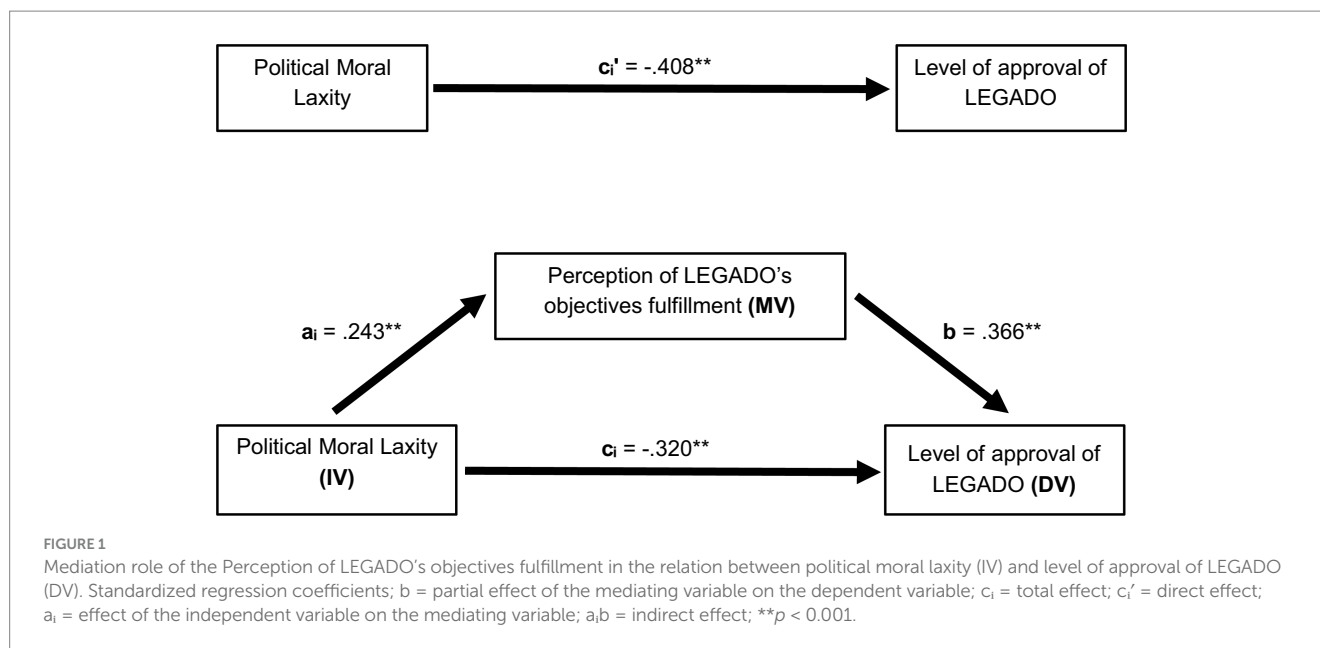 Political Moral
Laxity
cᵢ' = -.408**
Level of approval of
LEGADO
Perception of LEGADO's
objectives fulfillment (MV)
aᵢ = .243**
b = .366**
Political Moral Laxity
(IV)
cᵢ = -.320**
Level of approval of
LEGADO (DV)
FIGURE 1
Mediation role of the Perception of LEGADO's objectives fulfillment in the relation between political moral laxity (IV) and level of approval of LEGADO
(DV). Standardized regression coefficients; b = partial effect of the mediating variable on the dependent variable; cᵢ = total effect; cᵢ′ = direct effect;
aᵢ = effect of the independent variable on the mediating variable; aᵢb = indirect effect; **p < 0.001.